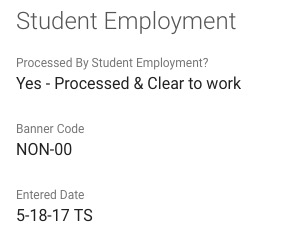 Student Employment
Processed By Student Employment?
Yes - Processed & Clear to work
Banner Code
NON-00
Entered Date
5-18-17 TS